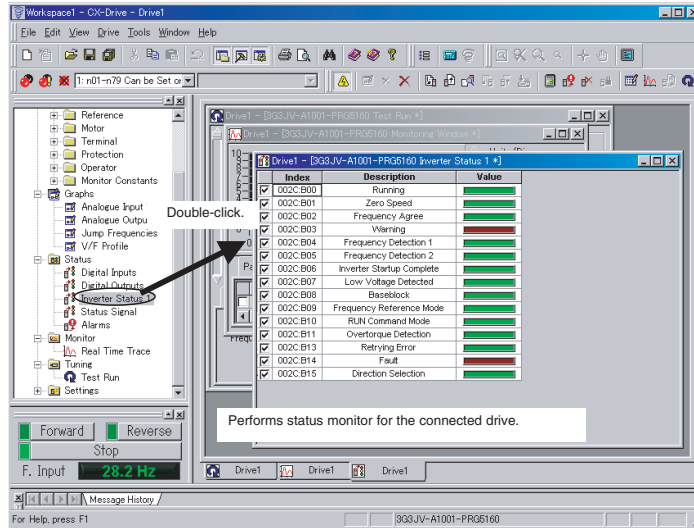 Workspace1 - CX-Drive - Drive1
File Edit View Drive Tools Window Help
1: n01-n79 Can be Set or
Reference
Motor
Terminal
Protection
Operator
Monitor Constants
Graphs
Analogue Input
Analogue Outpu
Jump Frequencies
V/F Profile
Status
Digital Inputs
Digital Outputs
Inverter Status 1
Status Signal
Alarms
Monitor
Real Time Trace
Tuning
Test Run
Settings
Double-click.
Drive1 - [3G3JV-A1001-PRG5160 Test Run *]
Drive1 - [3G3JV-A1001-PRG5160 Monitoring Window *]
Drive1 - [3G3JV-A1001-PRG5160 Inverter Status 1 *]
Index Description Value
002C:B00 Running
002C:B01 Zero Speed
002C:B02 Frequency Agree
002C:B03 Warning
002C:B04 Frequency Detection 1
002C:B05 Frequency Detection 2
002C:B06 Inverter Startup Complete
002C:B07 Low Voltage Detected
002C:B08 Baseblock
002C:B09 Frequency Reference Mode
002C:B10 RUN Command Mode
002C:B11 Overtorque Detection
002C:B13 Retrying Error
002C:B14 Fault
002C:B15 Direction Selection
Performs status monitor for the connected drive.
Forward Reverse
Stop
F. Input 28.2 Hz
Drive1 Drive1 Drive1
Message History
For Help, press F1 3G3JV-A1001-PRG5160